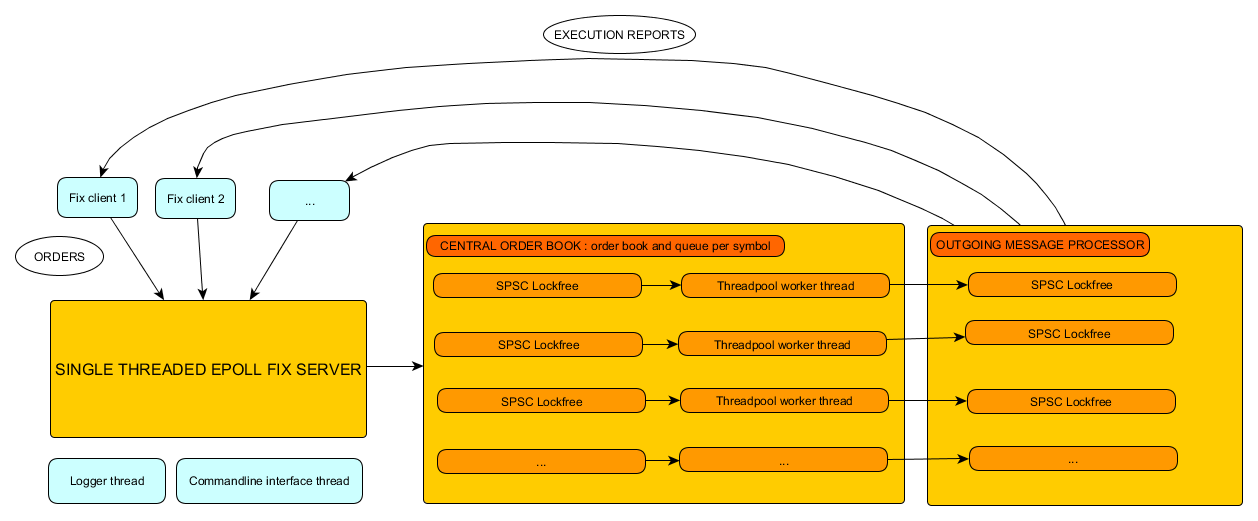 EXECUTION REPORTS
Fix client 1
Fix client 2
...
ORDERS
SINGLE THREADED EPOLL FIX SERVER
Logger thread
Commandline interface thread
CENTRAL ORDER BOOK : order book and queue per symbol
SPSC Lockfree
Threadpool worker thread
SPSC Lockfree
Threadpool worker thread
SPSC Lockfree
Threadpool worker thread
...
...
OUTGOING MESSAGE PROCESSOR
SPSC Lockfree
SPSC Lockfree
SPSC Lockfree
...